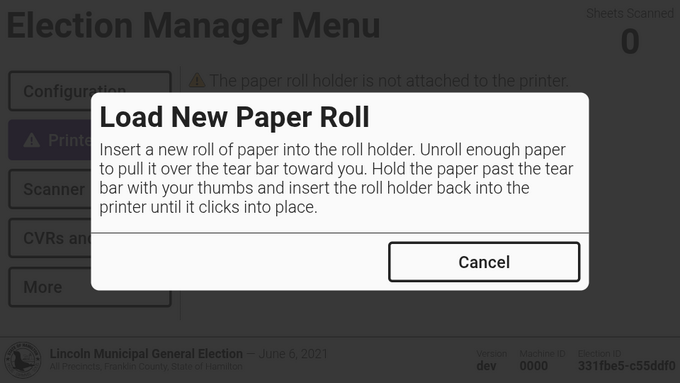 Election Manager Menu
Sheets Scanned
0
Configuration
The paper roll holder is not attached to the printer.
Printe
Load New Paper Roll
Insert a new roll of paper into the roll holder. Unroll enough paper
to pull it over the tear bar toward you. Hold the paper past the tear
bar with your thumbs and insert the roll holder back into the
printer until it clicks into place.
Cancel
Scanner
CVRs and
More
Lincoln Municipal General Election — June 6, 2021
All Precincts, Franklin County, State of Hamilton
Version
dev
Machine ID
0000
Election ID
331fbe5-c55ddf0